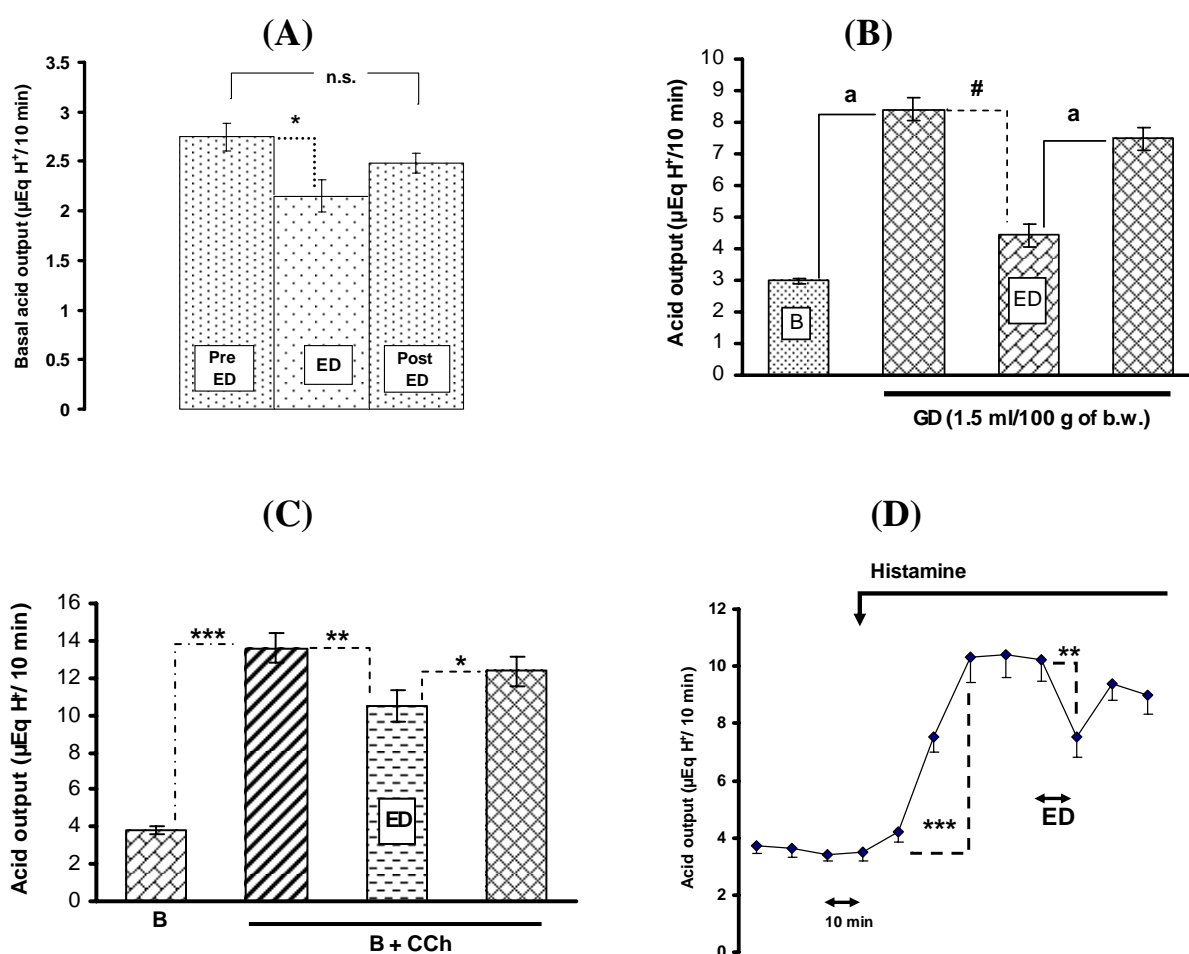 (A)
3.5
3
2.5
2
1.5
1
0.5
0
Basal acid output (µEq H+/ 10 min)
n.s.
*
Pre
ED
ED
Post
ED
(B)
10
9
8
7
6
5
4
3
2
1
0
Acid output (µEq H+/10 min)
a
#
a
B
ED
GD (1.5 ml/100 g of b.w.)
(C)
16
14
12
10
8
6
4
2
0
Acid output (µEq H+/ 10 min)
***
**
*
ED
B
B + CCh
(D)
Histamine
12
10
8
6
4
2
0
Acid output (µEq H+/ 10 min)
**
***
ED
10 min